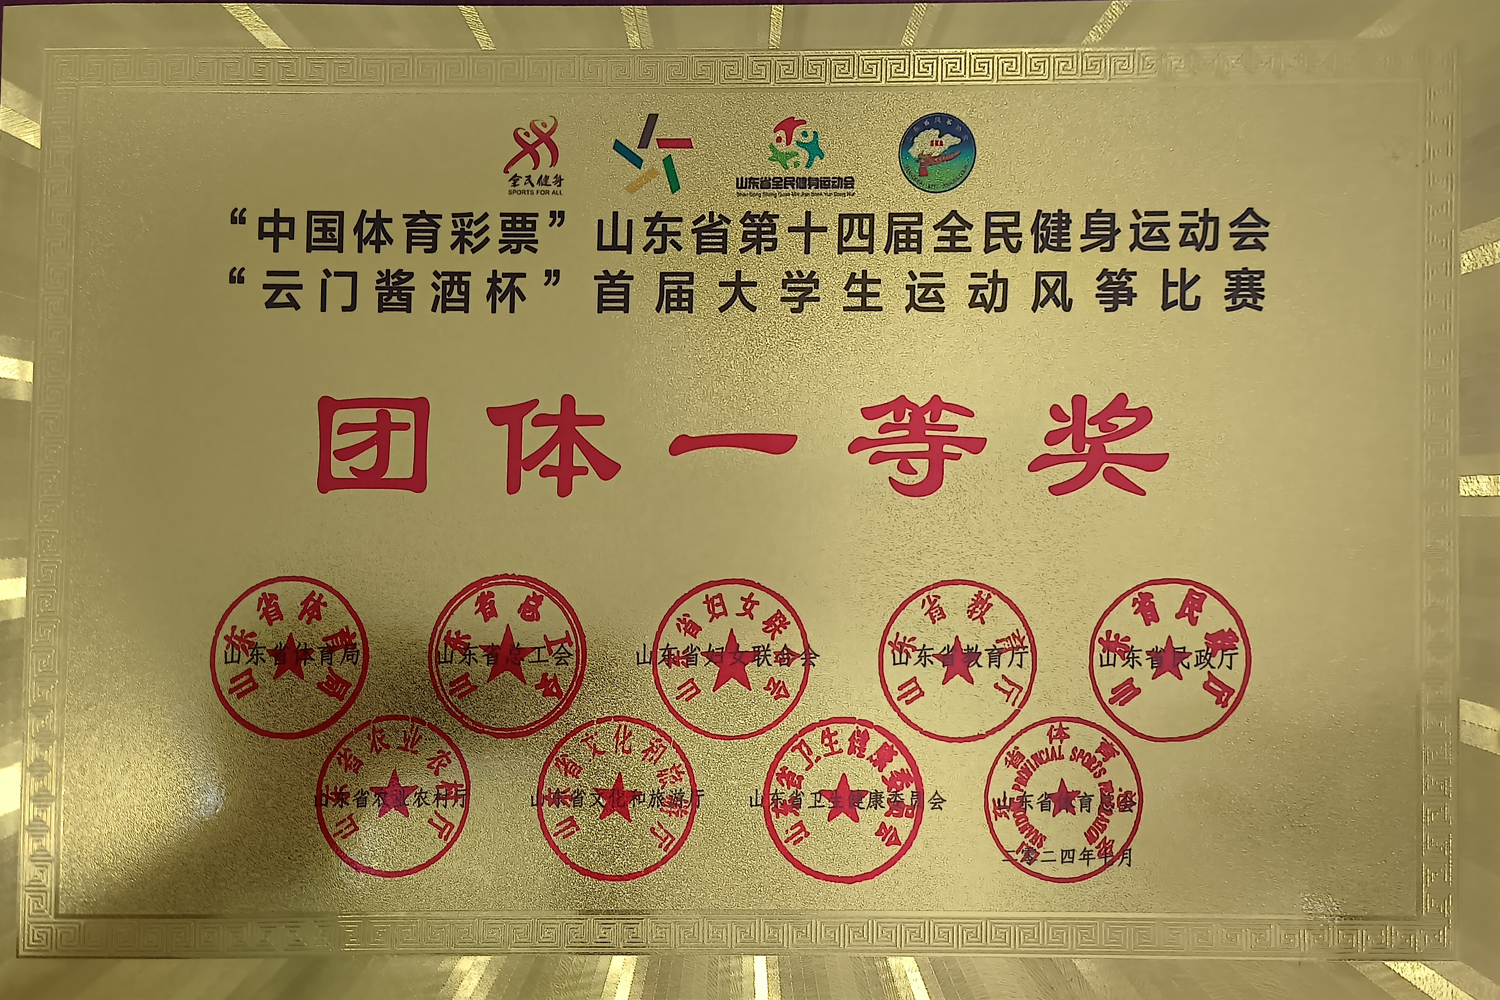 全民健身
SPORTS FOR ALL
山东省全民健身运动会
“中国体育彩票”山东省第十四届全民健身运动会
“云门酱酒杯”首届大学生运动风筝比赛
团体一等奖
山东省体育局 山东省总工会 山东省妇女联合会 山东省教育厅 山东省民政厅
山东省农业农村厅 山东省文化和旅游厅 山东省卫生健康委员会 山东省体育总会
二零二四年七月